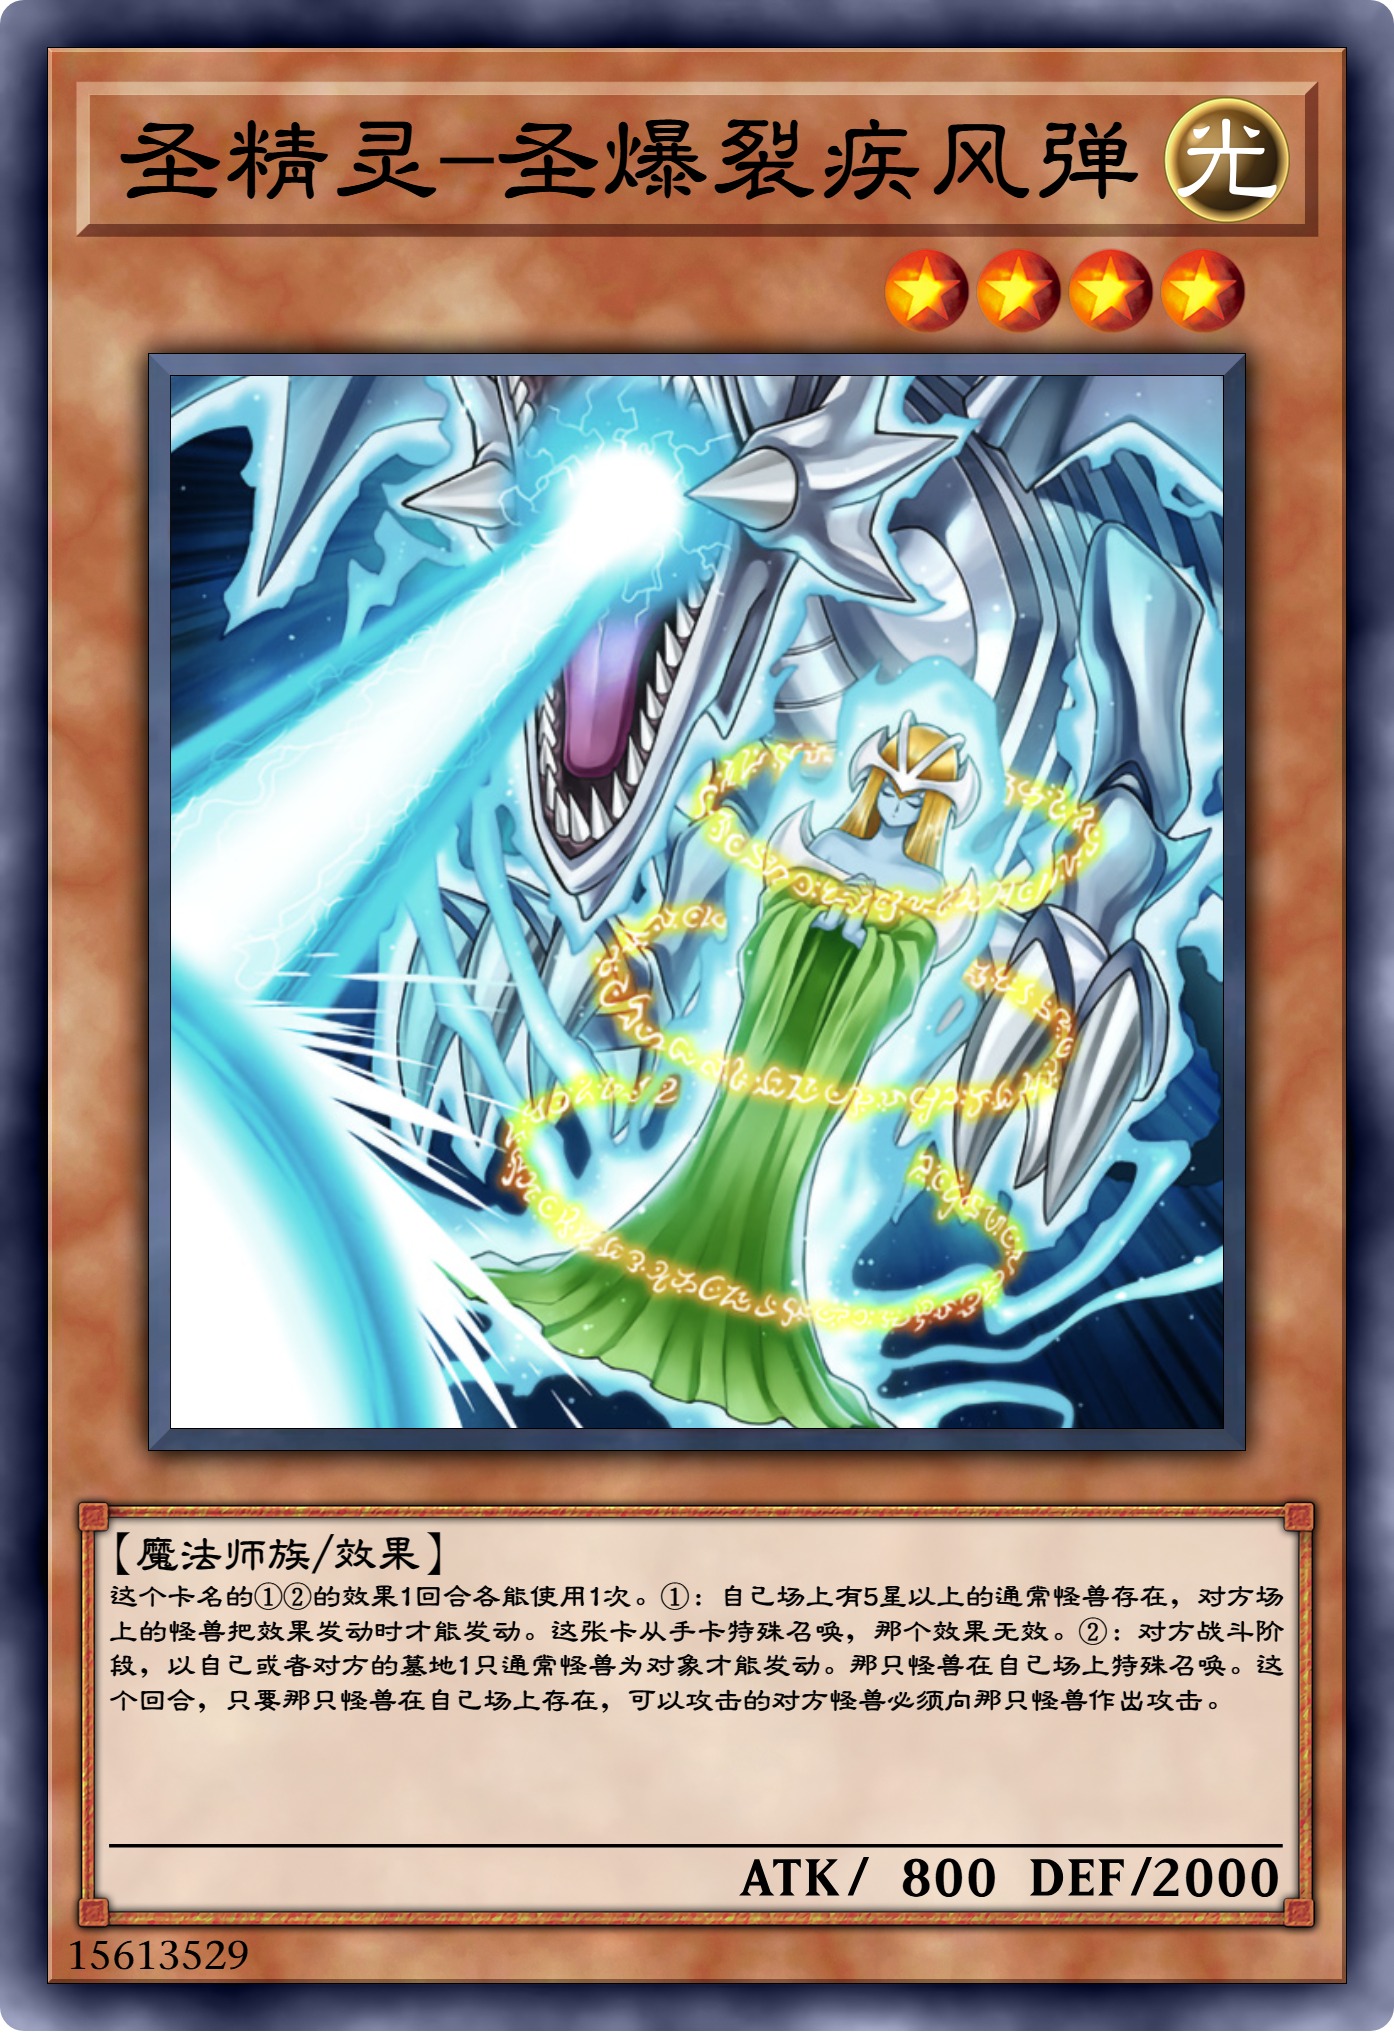 圣精灵-圣爆裂疾风弹 光
【魔法师族/效果】
这个卡名的①②的效果1回合各能使用1次。①：自己场上有5星以上的通常怪兽存在，对方场
上的怪兽把效果发动时才能发动。这张卡从手卡特殊召唤，那个效果无效。②：对方战斗阶
段，以自己或者对方的墓地1只通常怪兽为对象才能发动。那只怪兽在自己场上特殊召唤。这
个回合，只要那只怪兽在自己场上存在，可以攻击的对方怪兽必须向那只怪兽作出攻击。
ATK/ 800 DEF/2000
15613529